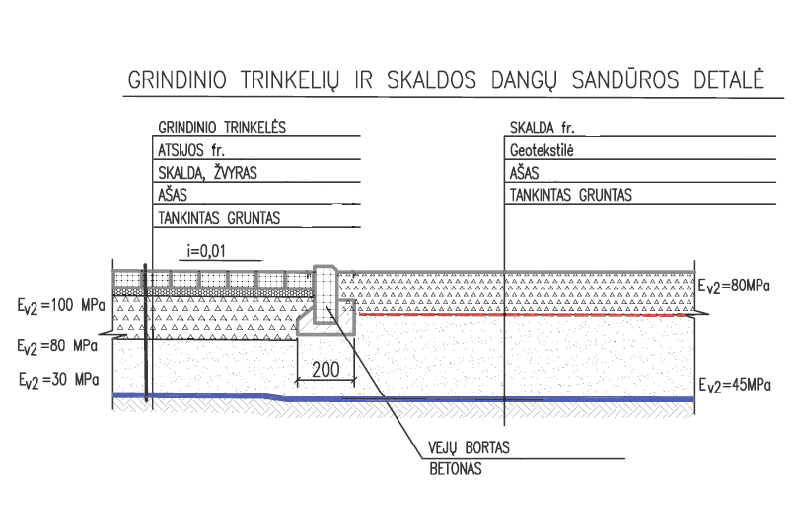 GRINDINIO TRINKELIŲ IR SKALDOS DANGŲ SANDŪROS DETALĖ
GRINDINIO TRINKELĖS
ATSIJOS fr.
SKALDA, ŽVYRAS
AŠAS
TANKINTAS GRUNTAS
SKALDA fr.
Geotekstilė
AŠAS
TANKINTAS GRUNTAS
i=0,01
Ev2=100 MPa
Ev2=80 MPa
Ev2=30 MPa
Ev2=80MPa
Ev2=45MPa
200
VEJŲ BORTAS
BETONAS